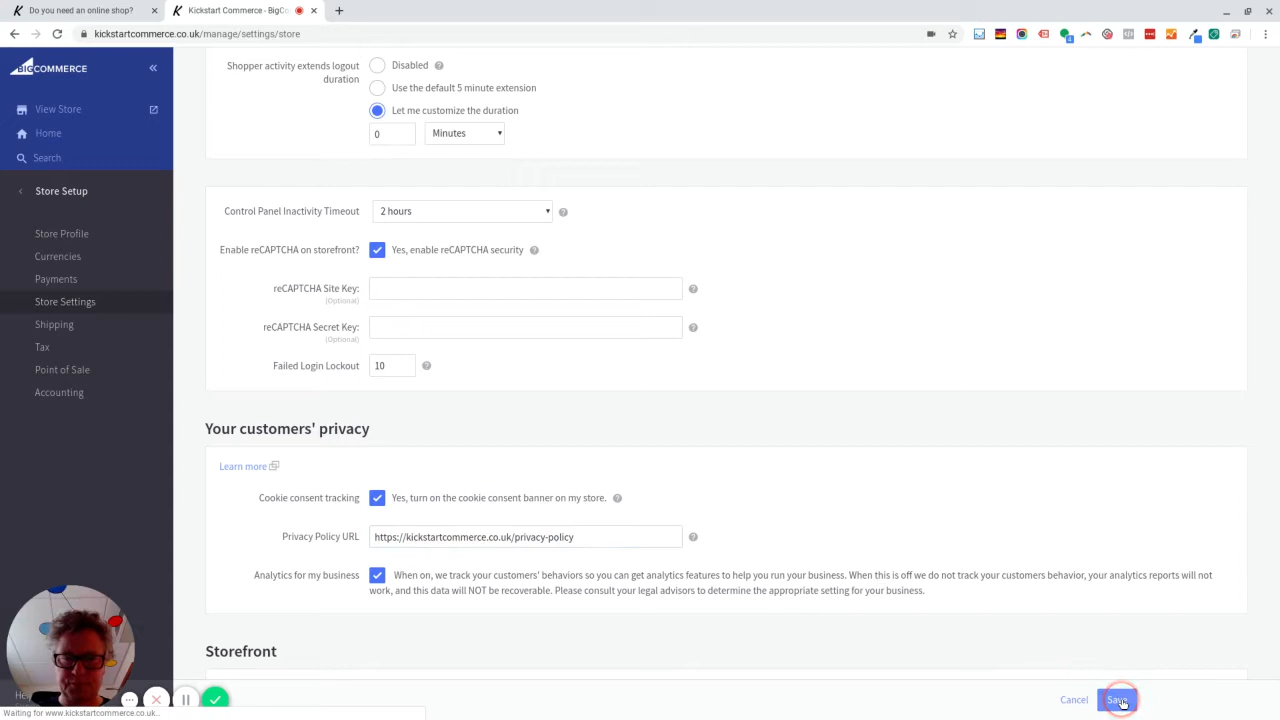 Do you need an online shop?
Kickstart Commerce - BigCo
kickstartcommerce.co.uk/manage/settings/store
BIGCOMMERCE
View Store
Home
Search
Store Setup
Store Profile
Currencies
Payments
Store Settings
Shipping
Tax
Point of Sale
Accounting
Shopper activity extends logout
duration
Disabled
Use the default 5 minute extension
Let me customize the duration
0 Minutes
Control Panel Inactivity Timeout 2 hours
Enable reCAPTCHA on storefront? Yes, enable reCAPTCHA security
reCAPTCHA Site Key:
(Optional)
reCAPTCHA Secret Key:
(Optional)
Failed Login Lockout 10
Your customers' privacy
Learn more
Cookie consent tracking Yes, turn on the cookie consent banner on my store.
Privacy Policy URL https://kickstartcommerce.co.uk/privacy-policy
Analytics for my business When on, we track your customers' behaviors so you can get analytics features to help you run your business. When this is off we do not track your customers behavior, your analytics reports will not
work, and this data will NOT be recoverable. Please consult your legal advisors to determine the appropriate setting for your business.
Storefront
Cancel Save
Waiting for www.kickstartcommerce.co.uk...